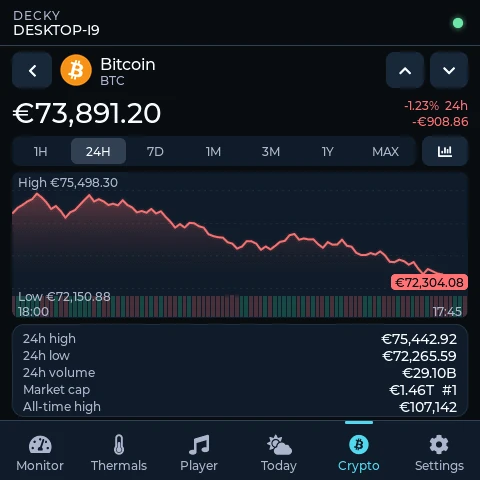 DECKY
DESKTOP-I9
Bitcoin
BTC
€73,891.20
-1.23% 24h
-€908.86
1H 24H 7D 1M 3M 1Y MAX
High €75,498.30
€72,304.08
Low €72,150.88
18:00 17:45
24h high €75,442.92
24h low €72,265.59
24h volume €29.10B
Market cap €1.46T #1
All-time high €107,142
Monitor Thermals Player Today Crypto Settings